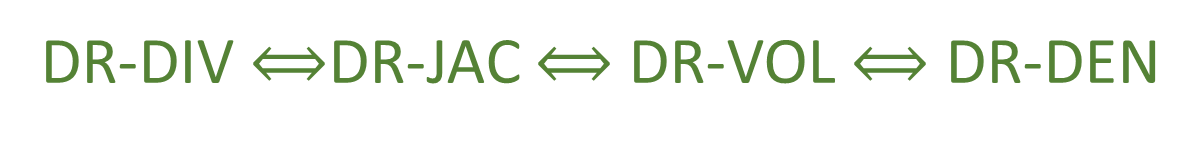 DR-DIV ⟺DR-JAC ⟺ DR-VOL ⟺ DR-DEN